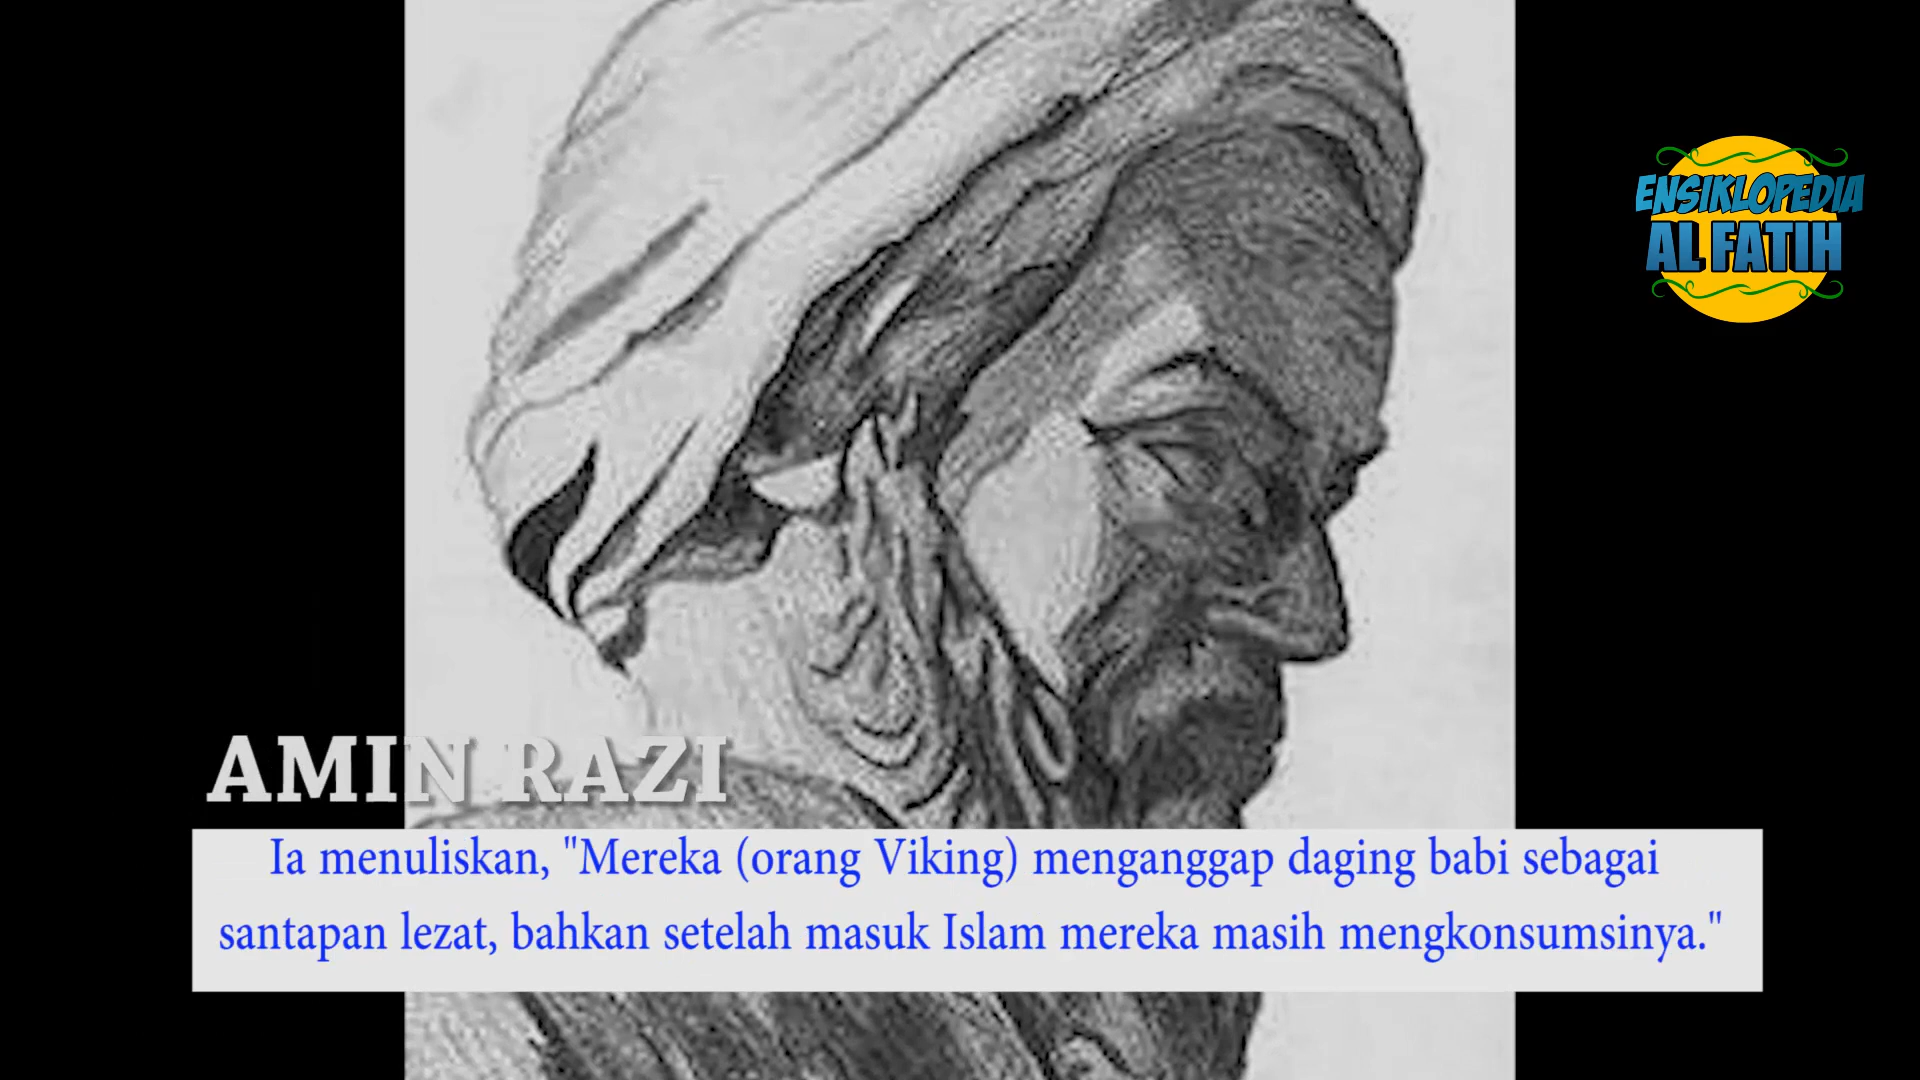 ENSIKLOPEDIA
AL FATIH
AMIN RAZI
Ia menuliskan, "Mereka (orang Viking) menganggap daging babi sebagai
santapan lezat, bahkan setelah masuk Islam mereka masih mengkonsumsinya."